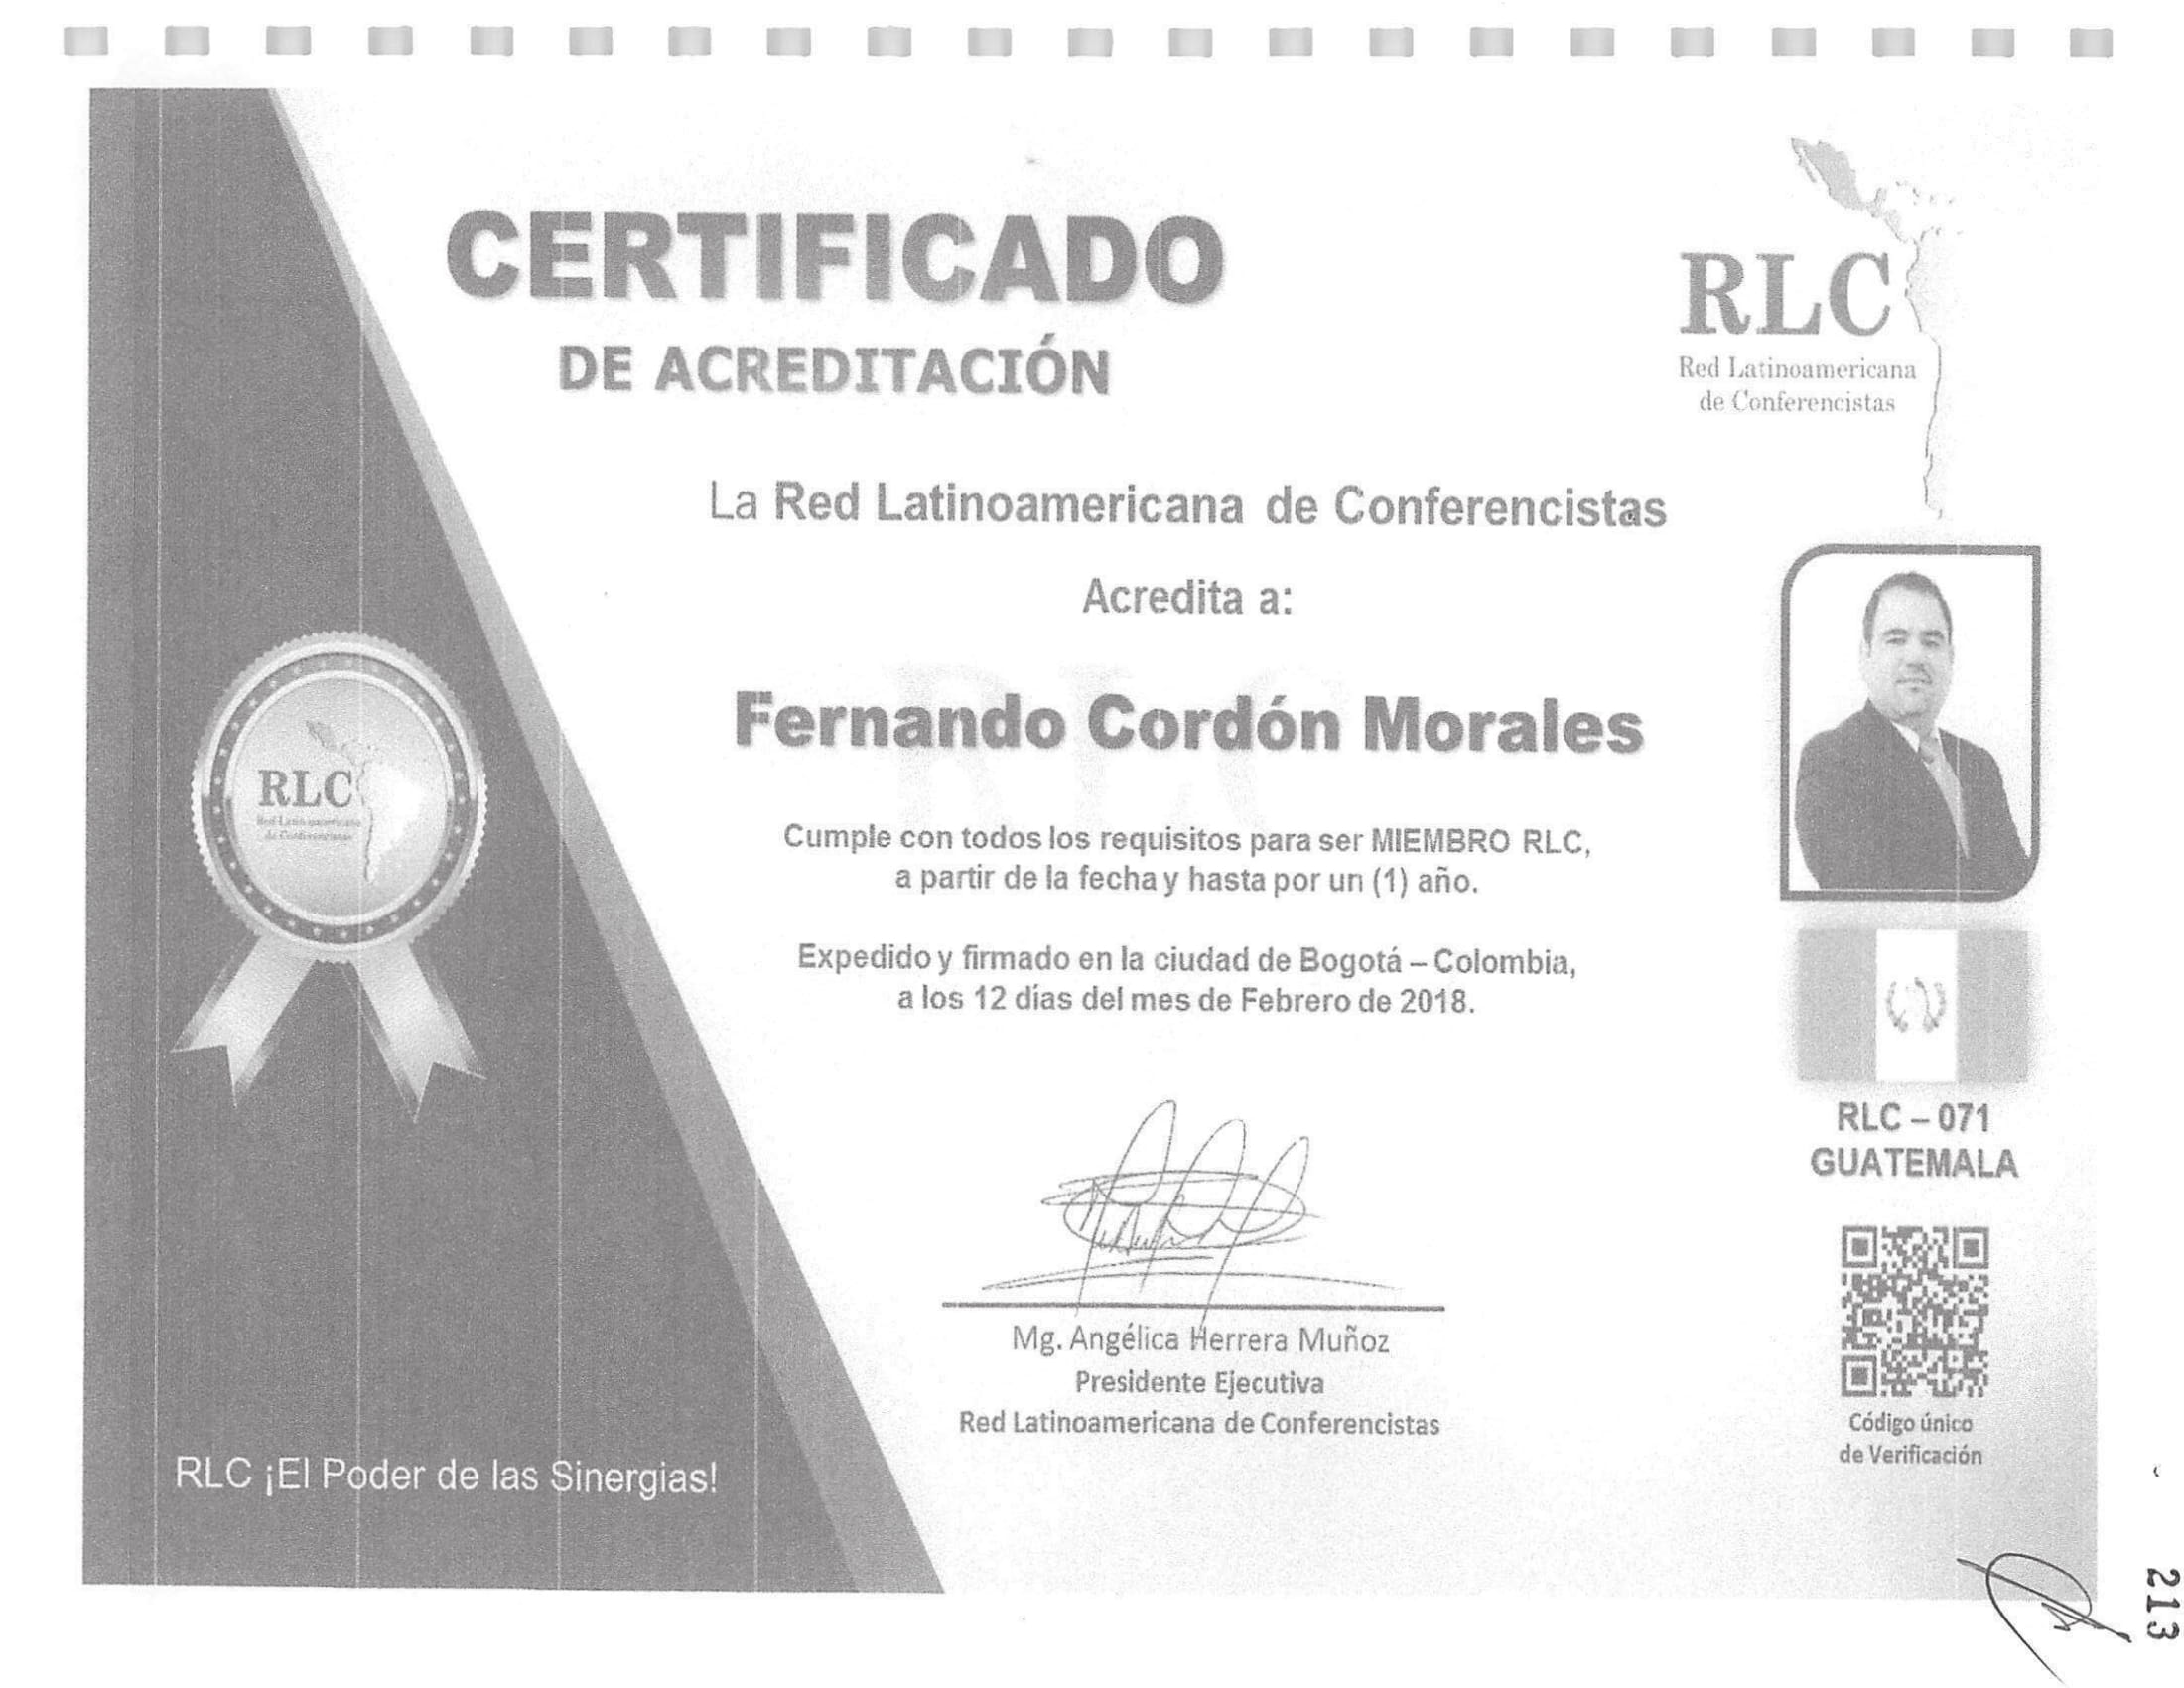 CERTIFICADO
DE ACREDITACIÓN
RLC
Red Latinoamericana
de Conferencistas
La Red Latinoamericana de Conferencistas
Acredita a:
Fernando Cordón Morales
Cumple con todos los requisitos para ser MIEMBRO RLC,
a partir de la fecha y hasta por un (1) año.
Expedido y firmado en la ciudad de Bogotá – Colombia,
a los 12 días del mes de Febrero de 2018.
RLC
Red Latinoamericana
de Conferencistas
RLC – 071
GUATEMALA
Mg. Angélica Herrera Muñoz
Presidente Ejecutiva
Red Latinoamericana de Conferencistas
Código único
de Verificación
RLC ¡El Poder de las Sinergias!
213